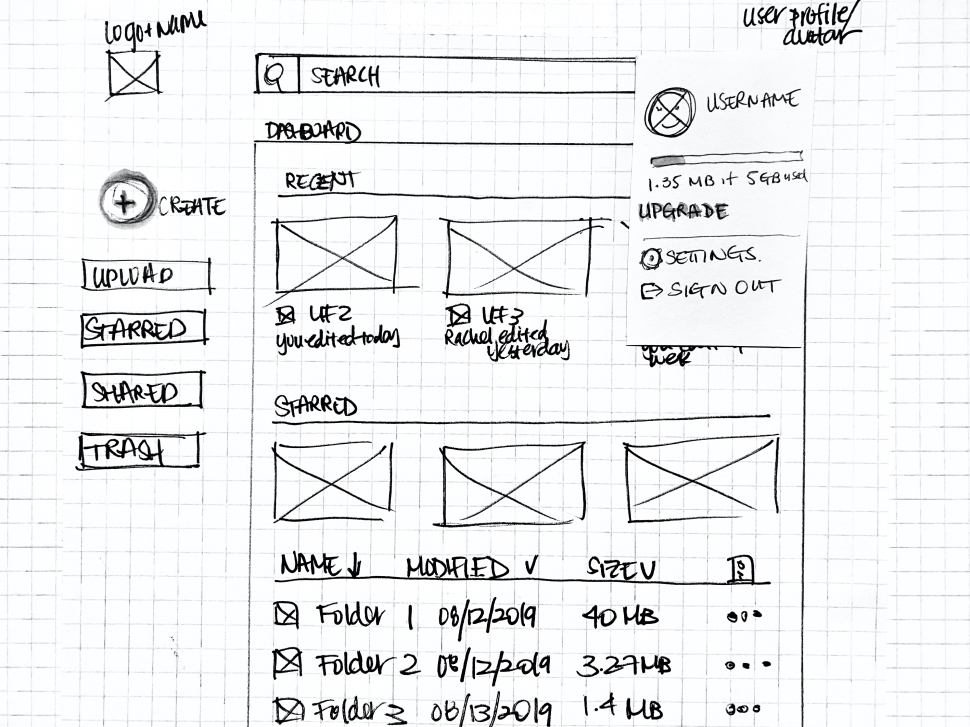 Logo + Name
user profile/
avatar
SEARCH
USERNAME
DASHBOARD
1.35 MB of 5GB used
RECENT
UPGRADE
CREATE
SETTINGS.
UPLOAD
SIGN OUT
UF2
UF3
you edited today
Rachel edited
yesterday
week
STARRED
SHARED
TRASH
STARRED
NAME ↓ MODIFIED ∨ SIZE ∨
Folder 1 08/12/2019 40 MB •••
Folder 2 08/12/2019 3.27MB •••
Folder 3 08/13/2019 1.4 MB •••